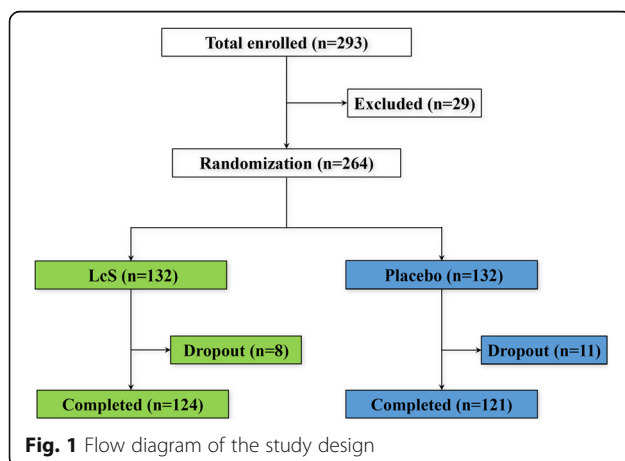 Total enrolled (n=293)
Excluded (n=29)
Randomization (n=264)
LcS (n=132)
Placebo (n=132)
Dropout (n=8)
Dropout (n=11)
Completed (n=124)
Completed (n=121)
Fig. 1 Flow diagram of the study design